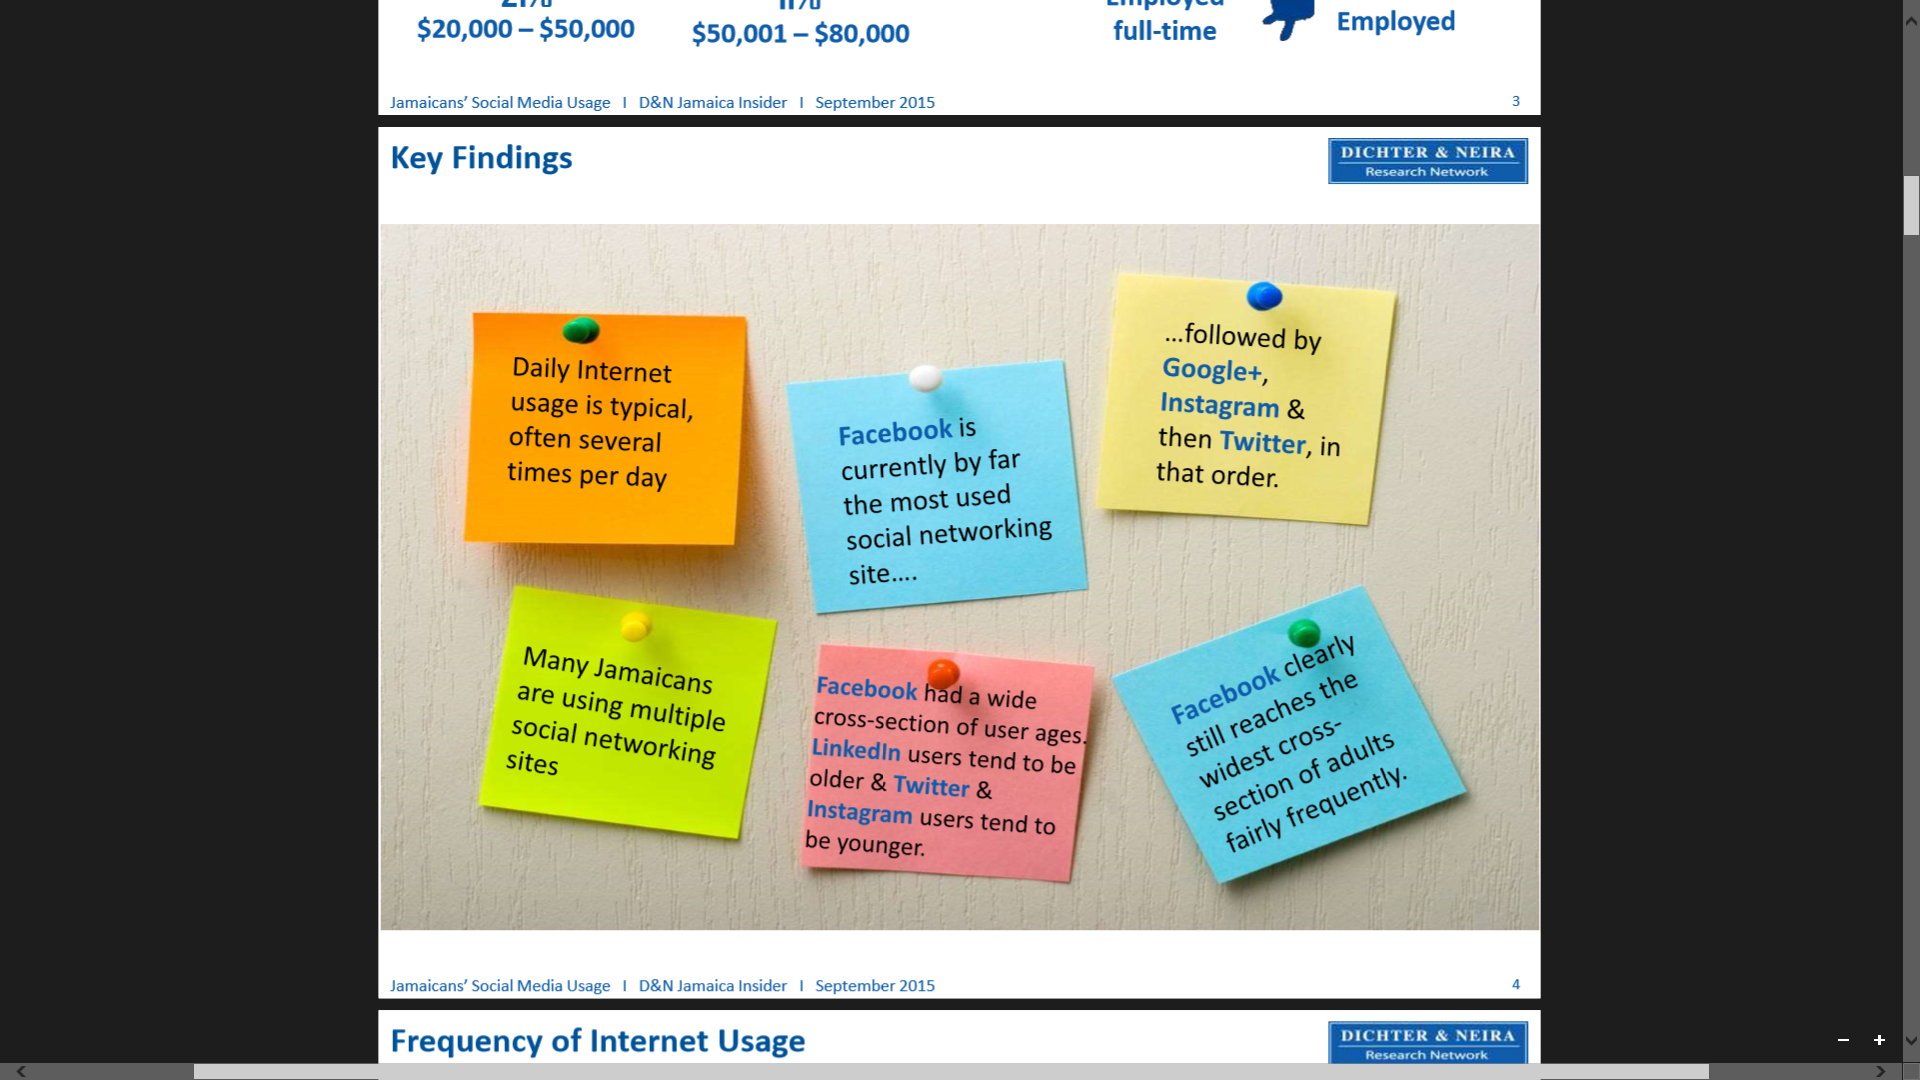 $20,000 – $50,000
$50,001 – $80,000
Employed
full-time
Employed
Jamaicans’ Social Media Usage I D&N Jamaica Insider I September 2015
3
Key Findings
DICHTER & NEIRA
Research Network
Daily Internet
usage is typical,
often several
times per day
Facebook is
currently by far
the most used
social networking
site....
...followed by
Google+,
Instagram &
then Twitter, in
that order.
Many Jamaicans
are using multiple
social networking
sites
Facebook had a wide
cross-section of user ages.
LinkedIn users tend to be
older & Twitter &
Instagram users tend to
be younger.
Facebook clearly
still reaches the
widest cross-
section of adults
fairly frequently.
Jamaicans’ Social Media Usage I D&N Jamaica Insider I September 2015
4
Frequency of Internet Usage
DICHTER & NEIRA
Research Network